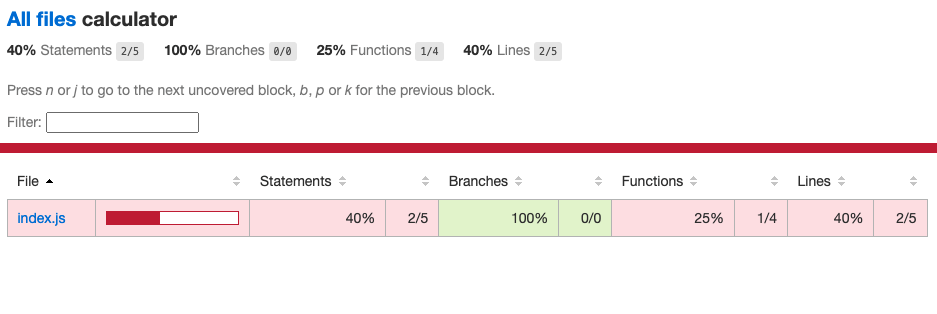 All files calculator
40% Statements 2/5 100% Branches 0/0 25% Functions 1/4 40% Lines 2/5
Press n or j to go to the next uncovered block, b, p or k for the previous block.
Filter:
File Statements Branches Functions Lines
index.js 40% 2/5 100% 0/0 25% 1/4 40% 2/5